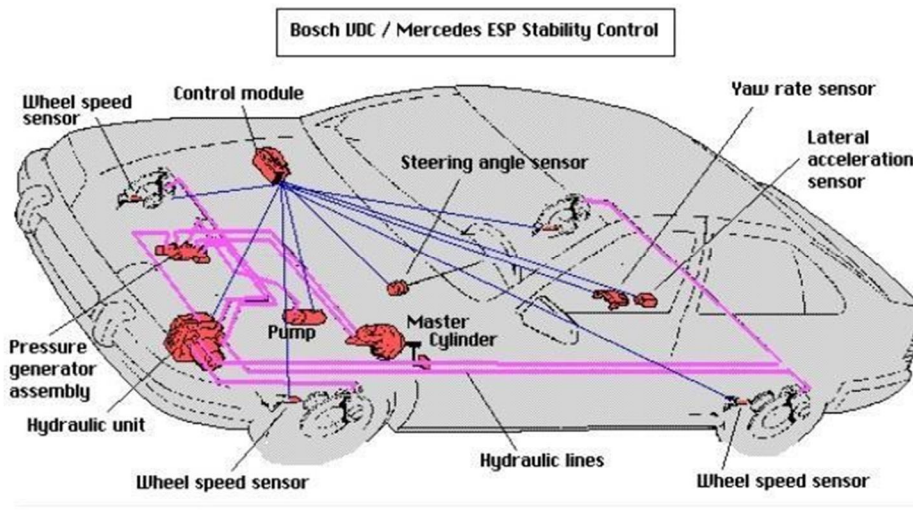 Bosch VDC / Mercedes ESP Stability Control
Wheel speed
sensor
Control module
Yaw rate sensor
Steering angle sensor
Lateral
acceleration
sensor
Pump
Master
Cylinder
Pressure
generator
assembly
Hydraulic unit
Hydraulic lines
Wheel speed sensor
Wheel speed sensor